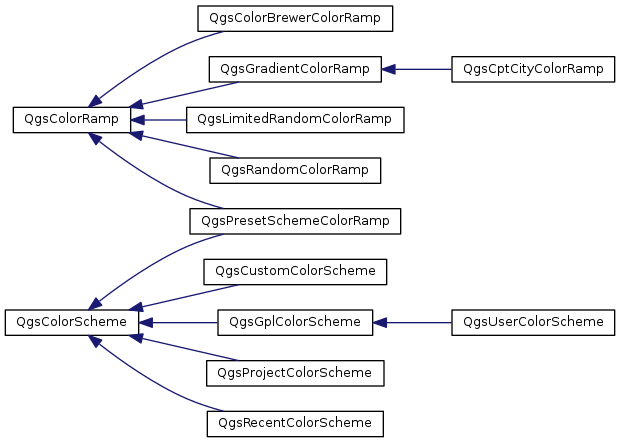 QgsColorBrewerColorRamp
QgsGradientColorRamp
QgsCptCityColorRamp
QgsColorRamp
QgsLimitedRandomColorRamp
QgsRandomColorRamp
QgsPresetSchemeColorRamp
QgsCustomColorScheme
QgsColorScheme
QgsGplColorScheme
QgsUserColorScheme
QgsProjectColorScheme
QgsRecentColorScheme